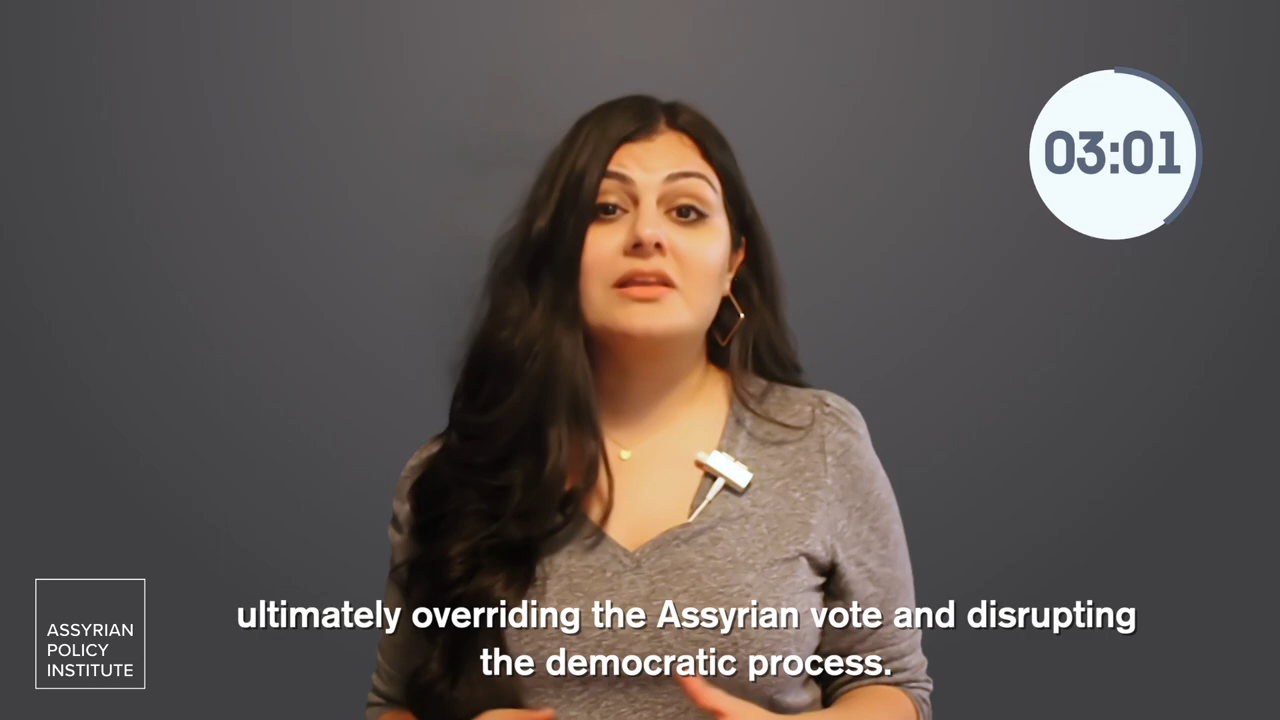 03:01
ultimately overriding the Assyrian vote and disrupting
the democratic process.
ASSYRIAN
POLICY
INSTITUTE